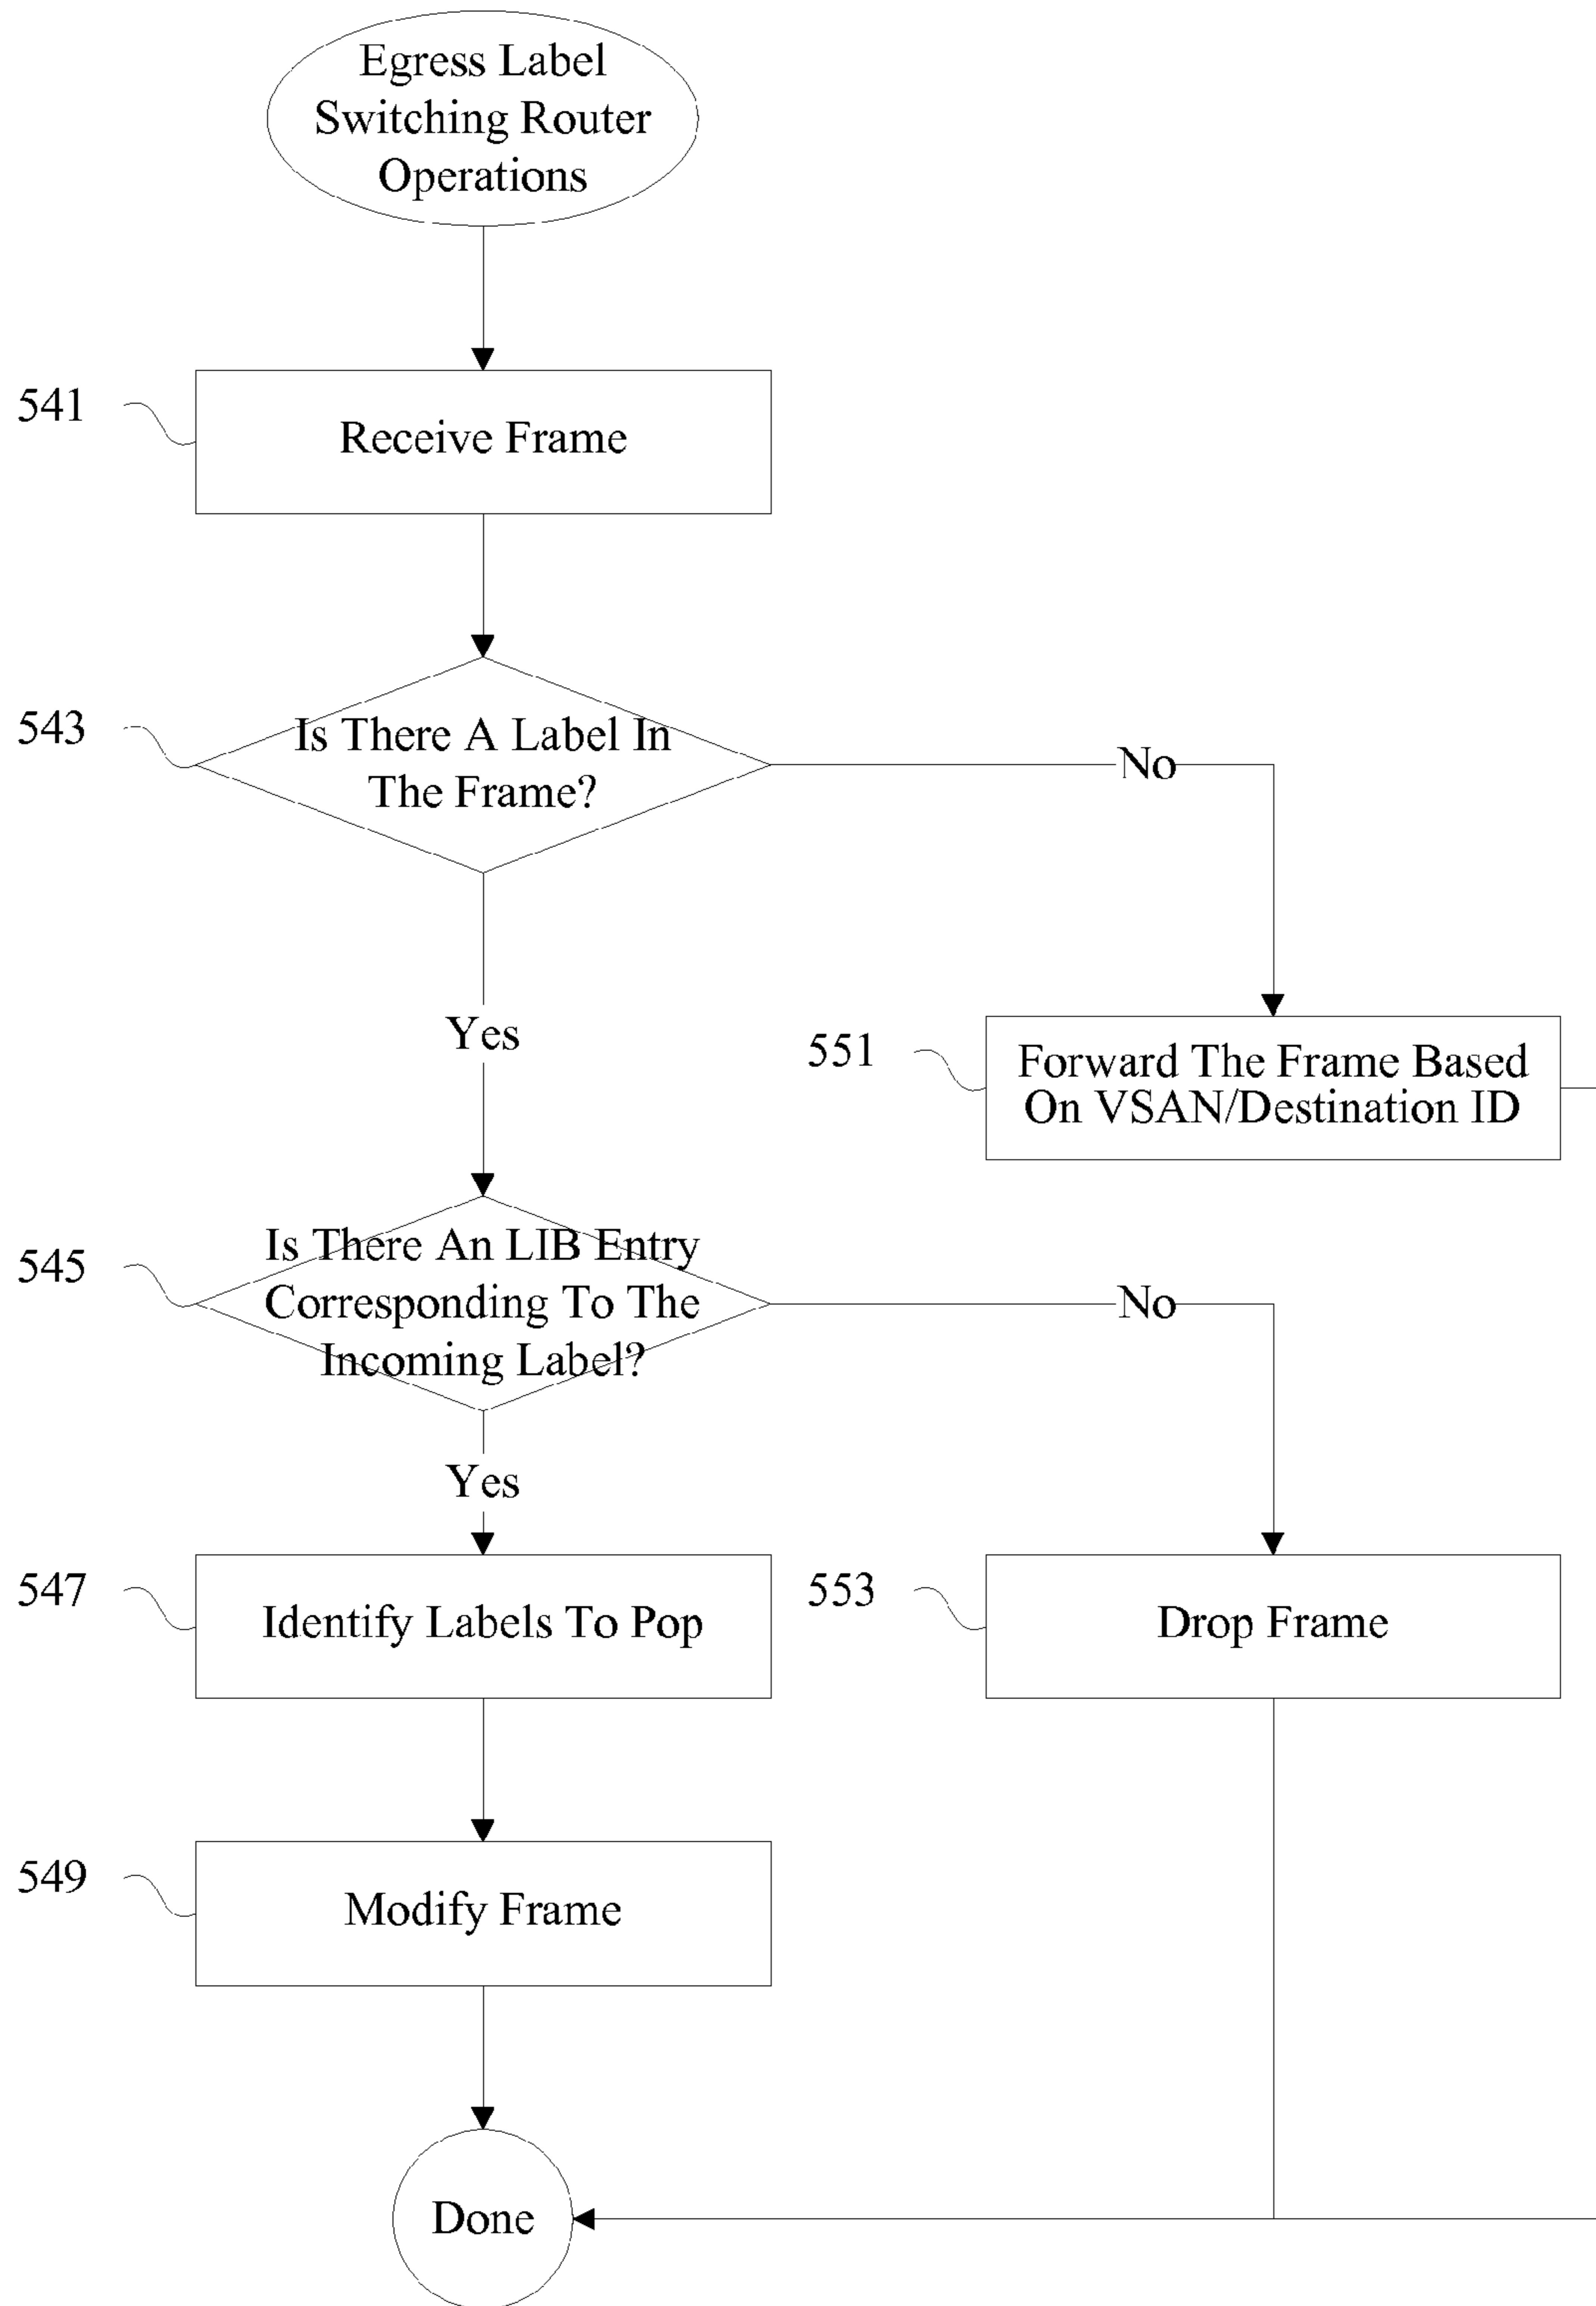 Egress Label
Switching Router
Operations
541
Receive Frame
543
Is There A Label In
The Frame?
No
Yes
551
Forward The Frame Based
On VSAN/Destination ID
545
Is There An LIB Entry
Corresponding To The
Incoming Label?
No
Yes
547
Identify Labels To Pop
553
Drop Frame
549
Modify Frame
Done